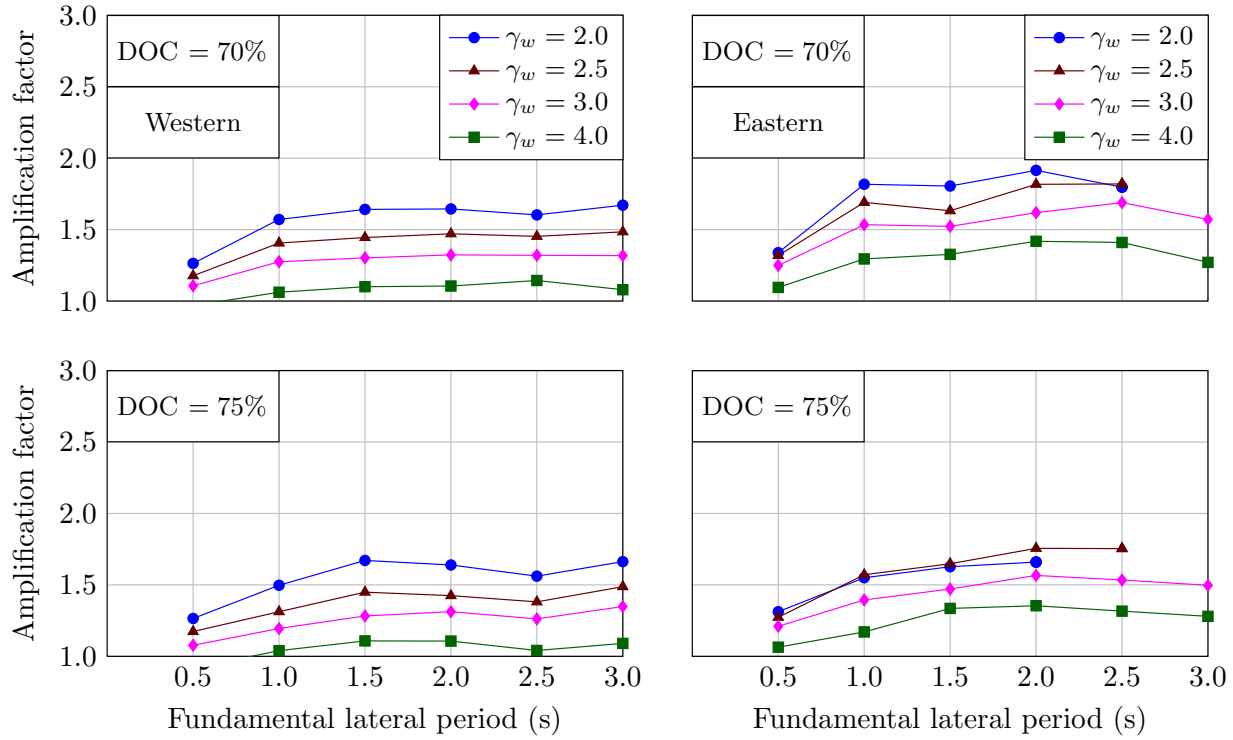 3.0
2.5
2.0
1.5
1.0
Amplification factor
DOC = 70%
Western
γw = 2.0
γw = 2.5
γw = 3.0
γw = 4.0
DOC = 70%
Eastern
γw = 2.0
γw = 2.5
γw = 3.0
γw = 4.0
3.0
2.5
2.0
1.5
1.0
Amplification factor
DOC = 75%
0.5 1.0 1.5 2.0 2.5 3.0
Fundamental lateral period (s)
DOC = 75%
0.5 1.0 1.5 2.0 2.5 3.0
Fundamental lateral period (s)